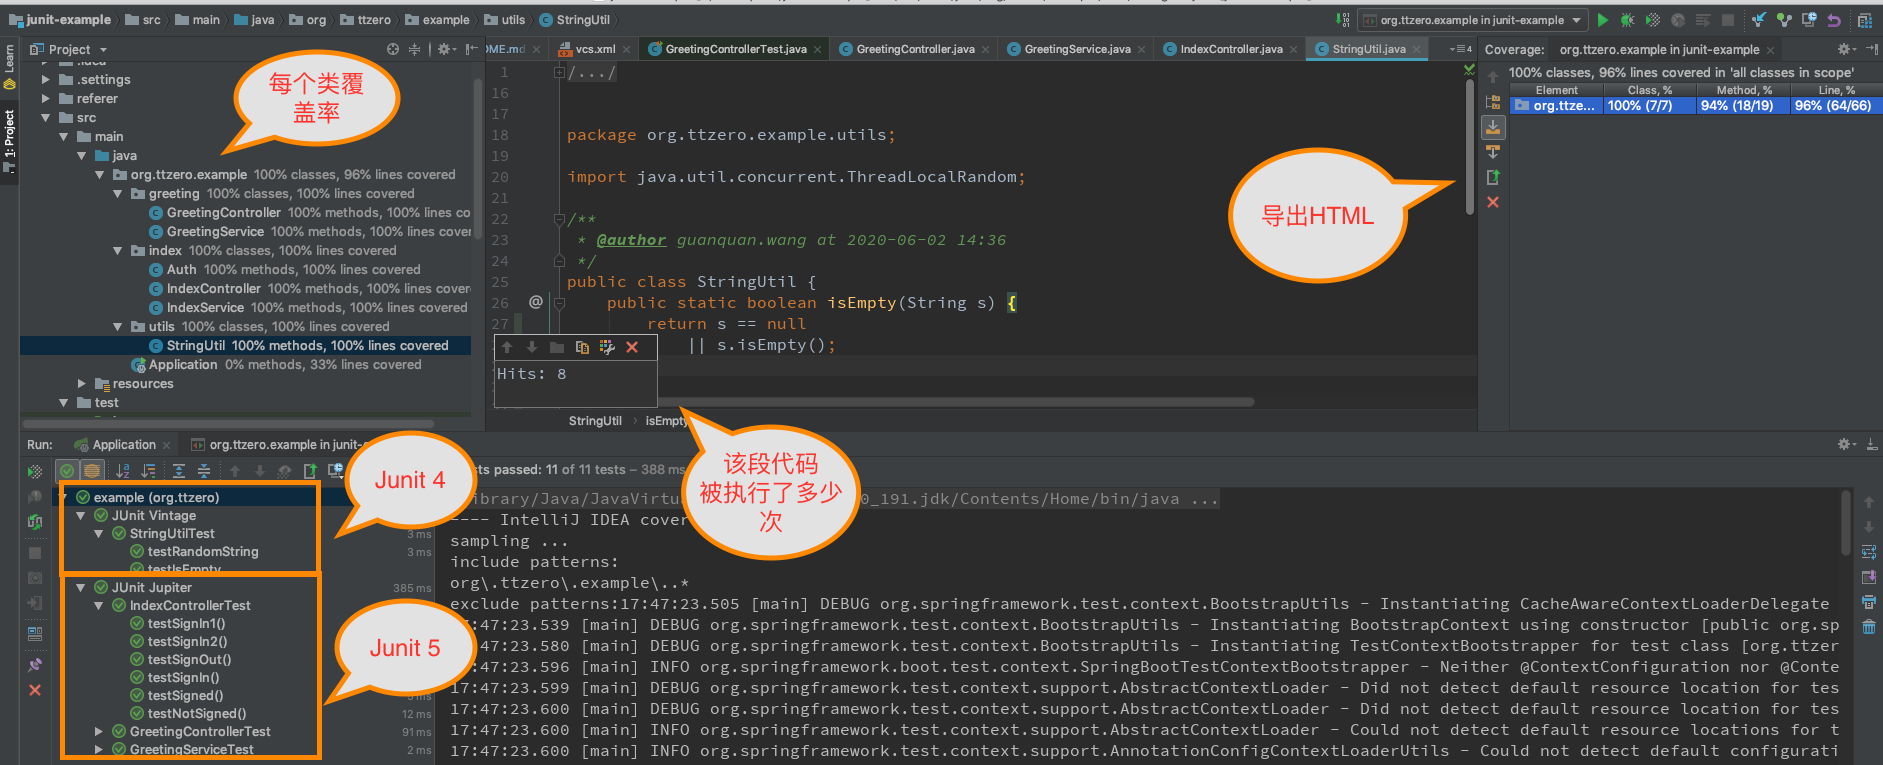 junit-example src main java org ttzero example utils StringUtil
org.ttzero.example in junit-example
Learn
1: Project
Project
.settings
referer
src
main
java
org.ttzero.example 100% classes, 96% lines covered
greeting 100% classes, 100% lines covered
GreetingController 100% methods, 100% lines co
GreetingService 100% methods, 100% lines cover
index 100% classes, 100% lines covered
Auth 100% methods, 100% lines covered
IndexController 100% methods, 100% lines covered
IndexService 100% methods, 100% lines covered
utils 100% classes, 100% lines covered
StringUtil 100% methods, 100% lines covered
Application 0% methods, 33% lines covered
resources
test
每个类覆
盖率
OME.md vcs.xml GreetingControllerTest.java GreetingController.java GreetingService.java IndexController.java StringUtil.java
1 /.../
16
17
18 package org.ttzero.example.utils;
19
20 import java.util.concurrent.ThreadLocalRandom;
21
22 /**
23 * @author guanquan.wang at 2020-06-02 14:36
24 */
25 public class StringUtil {
26 @ public static boolean isEmpty(String s) {
27 return s == null
|| s.isEmpty();
Hits: 8
StringUtil isEmpty
导出HTML
Coverage: org.ttzero.example in junit-example
100% classes, 96% lines covered in 'all classes in scope'
Element Class, % Method, % Line, %
org.ttze... 100% (7/7) 94% (18/19) 96% (64/66)
该段代码
被执行了多少
次
Run: Application org.ttzero.example in junit-e
sts passed: 11 of 11 tests – 388 ms
example (org.ttzero)
JUnit Vintage
StringUtilTest 3 ms
testRandomString 3 ms
testIsEmpty
JUnit Jupiter 385 ms
IndexControllerTest
testSignIn1()
testSignIn2()
testSignOut()
testSignIn()
testSigned()
testNotSigned() 12 ms
GreetingControllerTest 91 ms
GreetingServiceTest 2 ms
Junit 4
Junit 5
ibrary/Java/JavaVirtu 0_191.jdk/Contents/Home/bin/java ...
---- IntelliJ IDEA cover
sampling ...
include patterns:
org\.ttzero\.example\..*
exclude patterns:17:47:23.505 [main] DEBUG org.springframework.test.context.BootstrapUtils - Instantiating CacheAwareContextLoaderDelegate
17:47:23.539 [main] DEBUG org.springframework.test.context.BootstrapUtils - Instantiating BootstrapContext using constructor [public org.sp
17:47:23.580 [main] DEBUG org.springframework.test.context.BootstrapUtils - Instantiating TestContextBootstrapper for test class [org.ttzer
17:47:23.596 [main] INFO org.springframework.boot.test.context.SpringBootTestContextBootstrapper - Neither @ContextConfiguration nor @Conte
17:47:23.599 [main] DEBUG org.springframework.test.context.support.AbstractContextLoader - Did not detect default resource location for tes
17:47:23.600 [main] DEBUG org.springframework.test.context.support.AbstractContextLoader - Did not detect default resource location for tes
17:47:23.600 [main] INFO org.springframework.test.context.support.AbstractContextLoader - Could not detect default resource locations for t
17:47:23.600 [main] INFO org.springframework.test.context.support.AnnotationConfigContextLoaderUtils - Could not detect default configurati